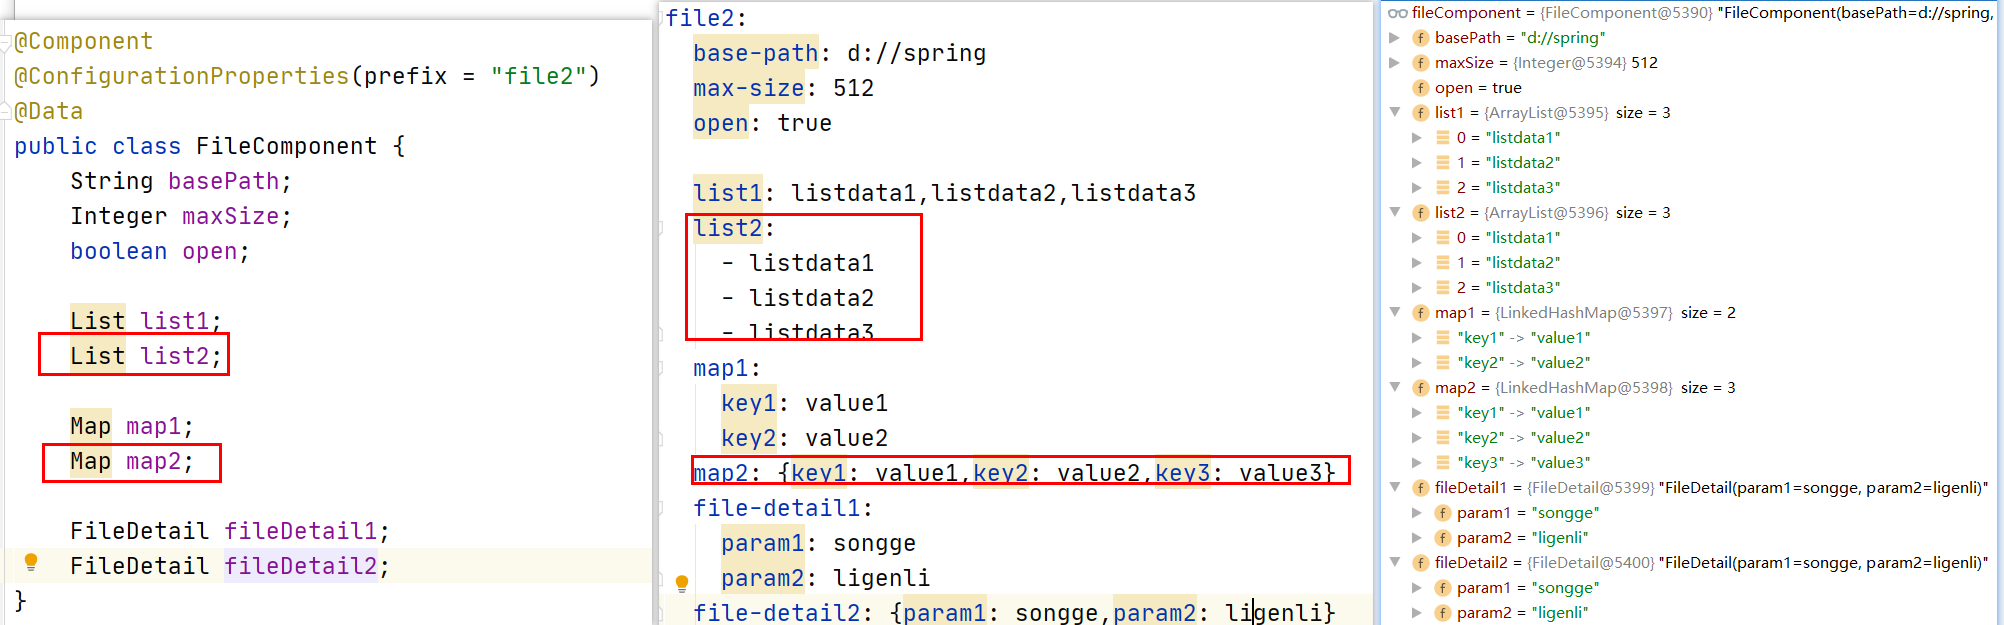 @Component
@ConfigurationProperties(prefix = "file2")
@Data
public class FileComponent {
    String basePath;
    Integer maxSize;
    boolean open;
    List list1;
    List list2;
    Map map1;
    Map map2;
    FileDetail fileDetail1;
    FileDetail fileDetail2;
}
file2:
  base-path: d://spring
  max-size: 512
  open: true
  list1: listdata1,listdata2,listdata3
  list2:
    - listdata1
    - listdata2
    - listdata3
  map1:
    key1: value1
    key2: value2
  map2: {key1: value1,key2: value2,key3: value3}
  file-detail1:
    param1: songge
    param2: ligenli
  file-detail2: {param1: songge,param2: ligenli}
fileComponent = {FileComponent@5390} "FileComponent(basePath=d://spring,
f basePath = "d://spring"
f maxSize = {Integer@5394} 512
f open = true
f list1 = {ArrayList@5395} size = 3
0 = "listdata1"
1 = "listdata2"
2 = "listdata3"
f list2 = {ArrayList@5396} size = 3
0 = "listdata1"
1 = "listdata2"
2 = "listdata3"
f map1 = {LinkedHashMap@5397} size = 2
"key1" -> "value1"
"key2" -> "value2"
f map2 = {LinkedHashMap@5398} size = 3
"key1" -> "value1"
"key2" -> "value2"
"key3" -> "value3"
f fileDetail1 = {FileDetail@5399} "FileDetail(param1=songge, param2=ligenli)"
f param1 = "songge"
f param2 = "ligenli"
f fileDetail2 = {FileDetail@5400} "FileDetail(param1=songge, param2=ligenli)"
f param1 = "songge"
f param2 = "ligenli"